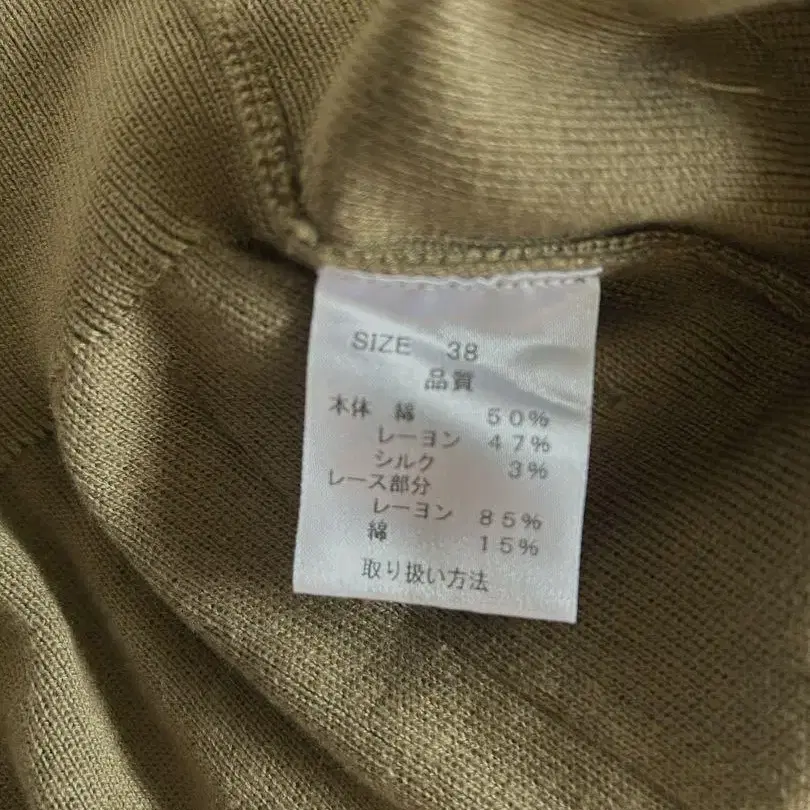 SIZE 38
品質
本体 綿 50%
レーヨン 47%
シルク 3%
レース部分
レーヨン 85%
綿 15%
取り扱い方法